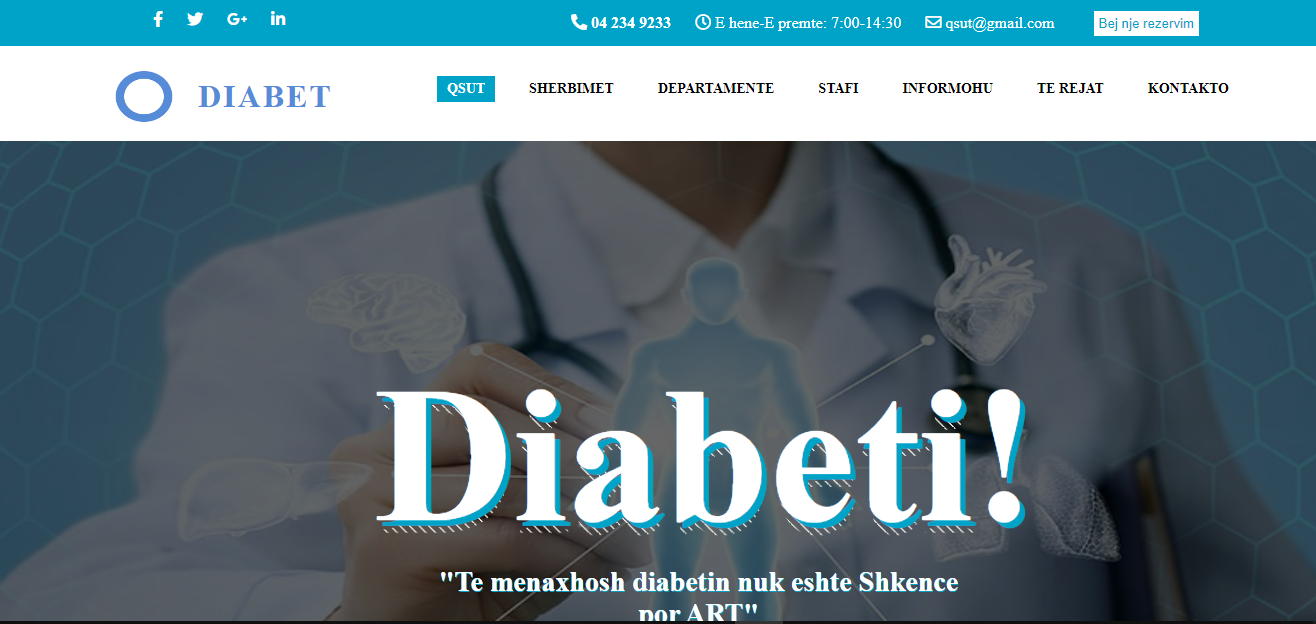 04 234 9233 E hene-E premte: 7:00-14:30 qsut@gmail.com Bej nje rezervim
DIABET QSUT SHERBIMET DEPARTAMENTE STAFI INFORMOHU TE REJAT KONTAKTO
Diabeti!
"Te menaxhosh diabetin nuk eshte Shkence
por ART"